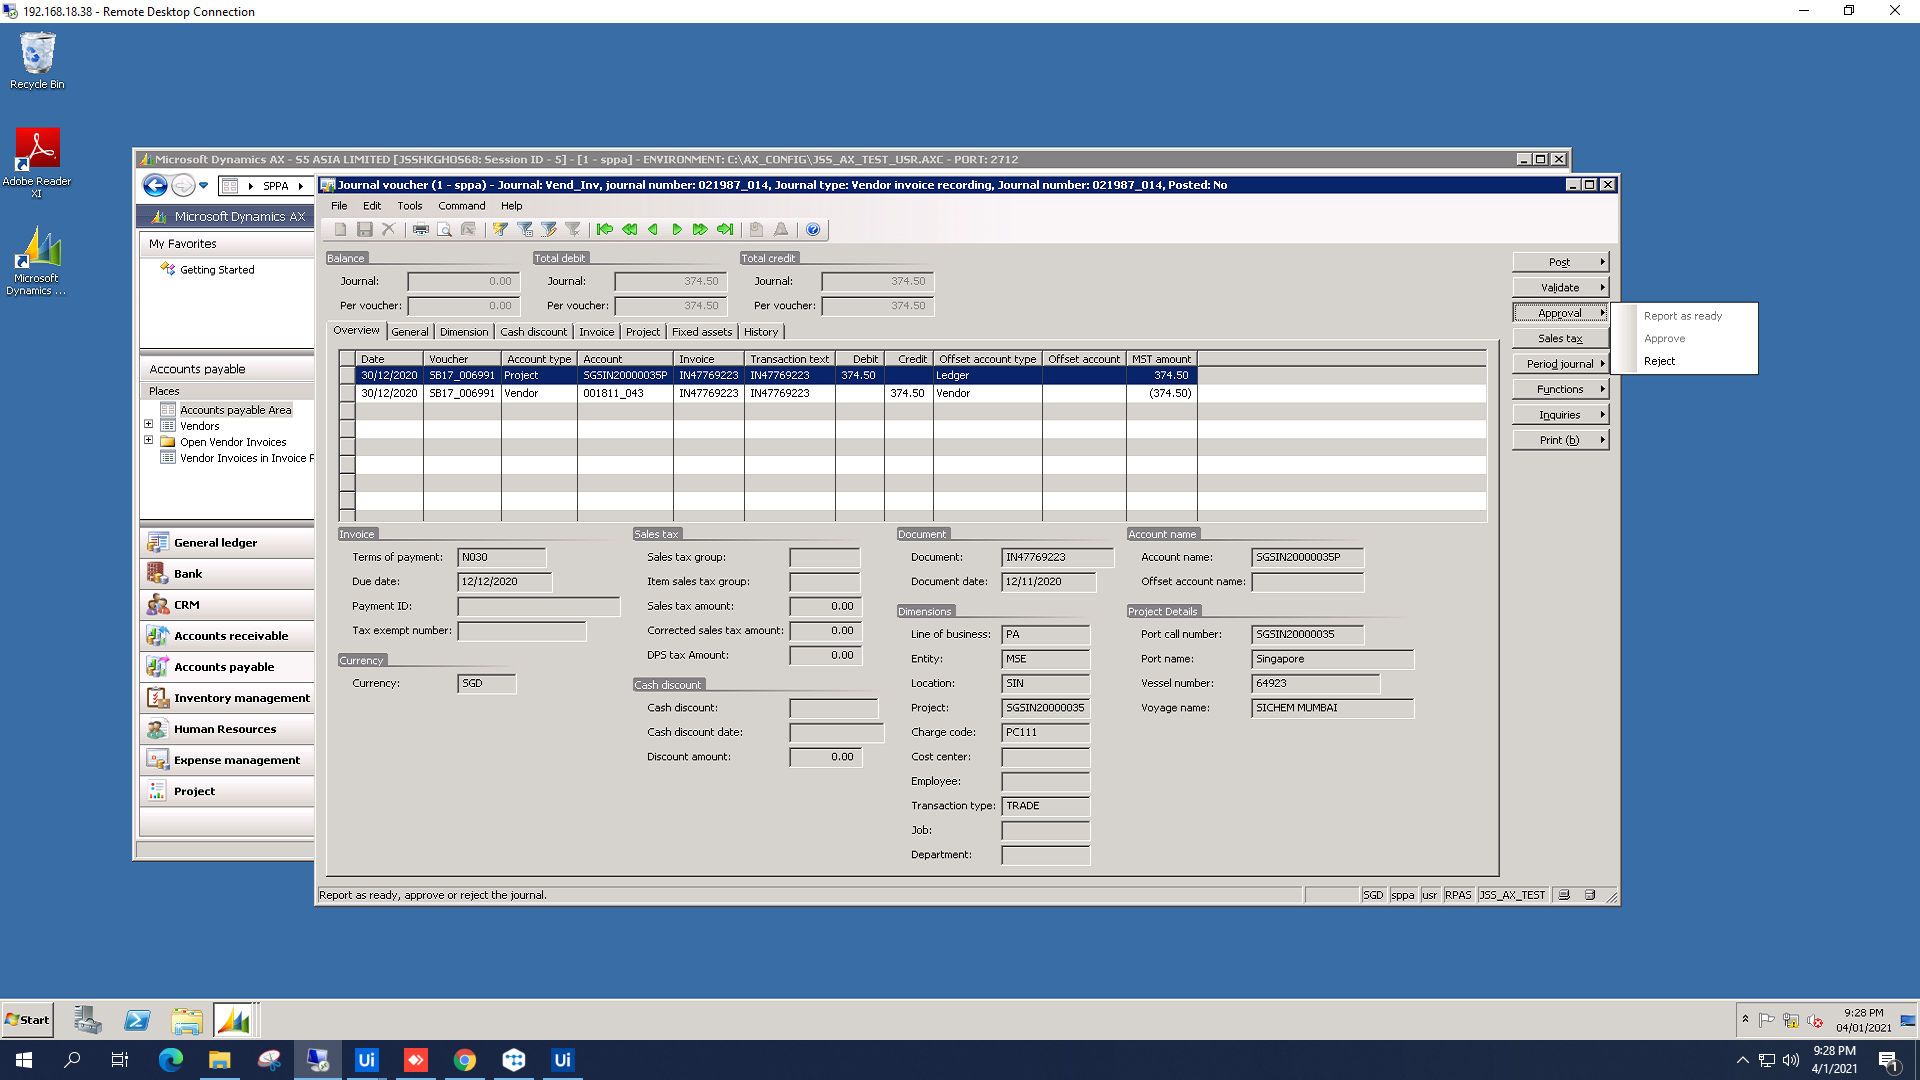 192.168.18.38 - Remote Desktop Connection
Recycle Bin
Adobe Reader
XI
Microsoft
Dynamics ...
Microsoft Dynamics AX - S5 ASIA LIMITED [JSSHKGHOS68: Session ID - 5] - [1 - sppa] - ENVIRONMENT: C:\AX_CONFIG\JSS_AX_TEST_USR.AXC - PORT: 2712
SPPA
Microsoft Dynamics AX
My Favorites
Getting Started
Accounts payable
Places
Accounts payable Area
Vendors
Open Vendor Invoices
Vendor Invoices in Invoice P
General ledger
Bank
CRM
Accounts receivable
Accounts payable
Inventory management
Human Resources
Expense management
Project
Journal voucher (1 - sppa) - Journal: Vend_Inv, journal number: 021987_014, Journal type: Vendor invoice recording, Journal number: 021987_014, Posted: No
File Edit Tools Command Help
Balance Total debit Total credit
Journal: 0.00 Journal: 374.50 Journal: 374.50
Per voucher: 0.00 Per voucher: 374.50 Per voucher: 374.50
Overview General Dimension Cash discount Invoice Project Fixed assets History
Date Voucher Account type Account Invoice Transaction text Debit Credit Offset account type Offset account MST amount
30/12/2020 SB17_006991 Project SGSIN20000035P IN47769223 IN47769223 374.50 Ledger 374.50
30/12/2020 SB17_006991 Vendor 001811_043 IN47769223 IN47769223 374.50 Vendor (374.50)
Invoice
Terms of payment: N030
Due date: 12/12/2020
Payment ID:
Tax exempt number:
Currency
Currency: SGD
Sales tax
Sales tax group:
Item sales tax group:
Sales tax amount: 0.00
Corrected sales tax amount: 0.00
DPS tax Amount: 0.00
Cash discount
Cash discount:
Cash discount date:
Discount amount: 0.00
Document
Document: IN47769223
Document date: 12/11/2020
Dimensions
Line of business: PA
Entity: MSE
Location: SIN
Project: SGSIN20000035
Charge code: PC111
Cost center:
Employee:
Transaction type: TRADE
Job:
Department:
Account name
Account name: SGSIN20000035P
Offset account name:
Project Details
Port call number: SGSIN20000035
Port name: Singapore
Vessel number: 64923
Voyage name: SICHEM MUMBAI
Post
Validate
Approval
Sales tax
Period journal
Functions
Inquiries
Print (b)
Report as ready
Approve
Reject
Report as ready, approve or reject the journal.
SGD sppa usr RPAS JSS_AX_TEST
Start
9:28 PM
04/01/2021
Ui
Ui
9:28 PM
4/1/2021
1